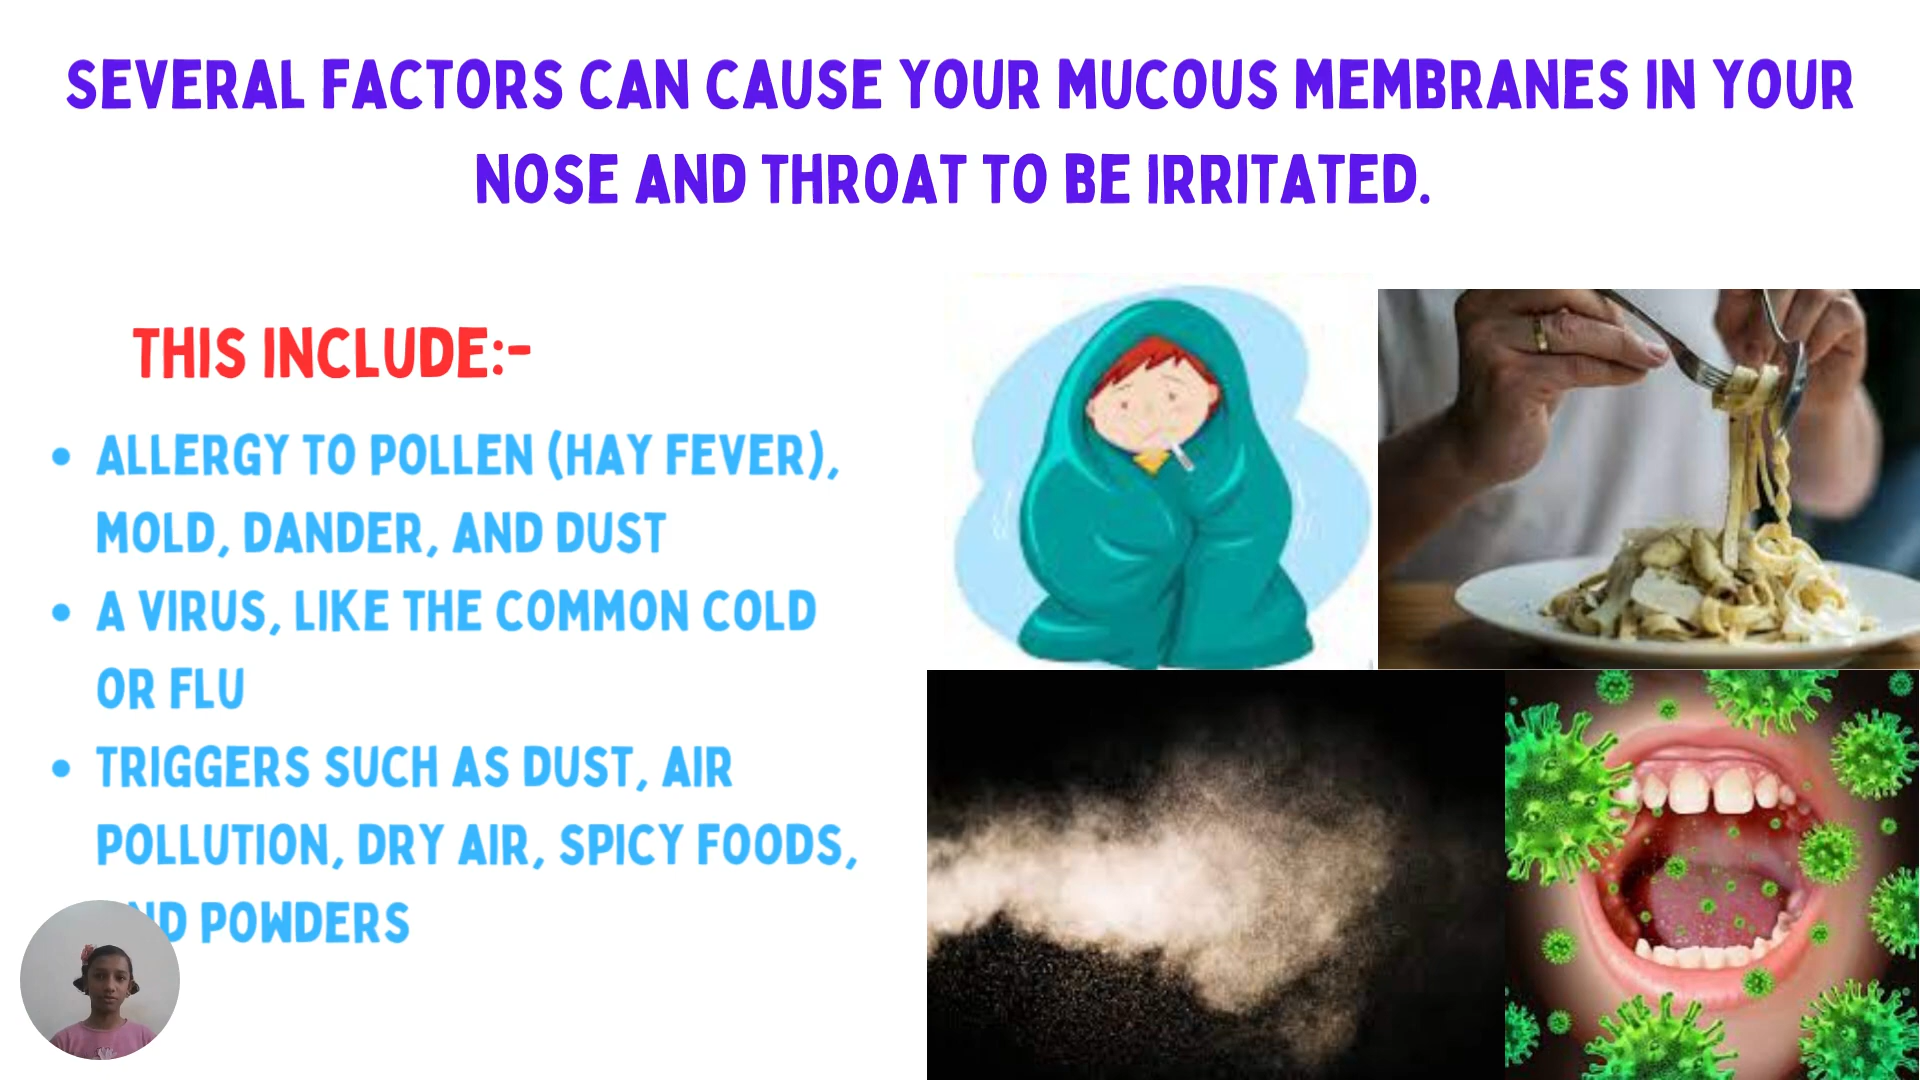 SEVERAL FACTORS CAN CAUSE YOUR MUCOUS MEMBRANES IN YOUR
NOSE AND THROAT TO BE IRRITATED.
THIS INCLUDE:-
• ALLERGY TO POLLEN (HAY FEVER),
MOLD, DANDER, AND DUST
• A VIRUS, LIKE THE COMMON COLD
OR FLU
• TRIGGERS SUCH AS DUST, AIR
POLLUTION, DRY AIR, SPICY FOODS,
AND POWDERS